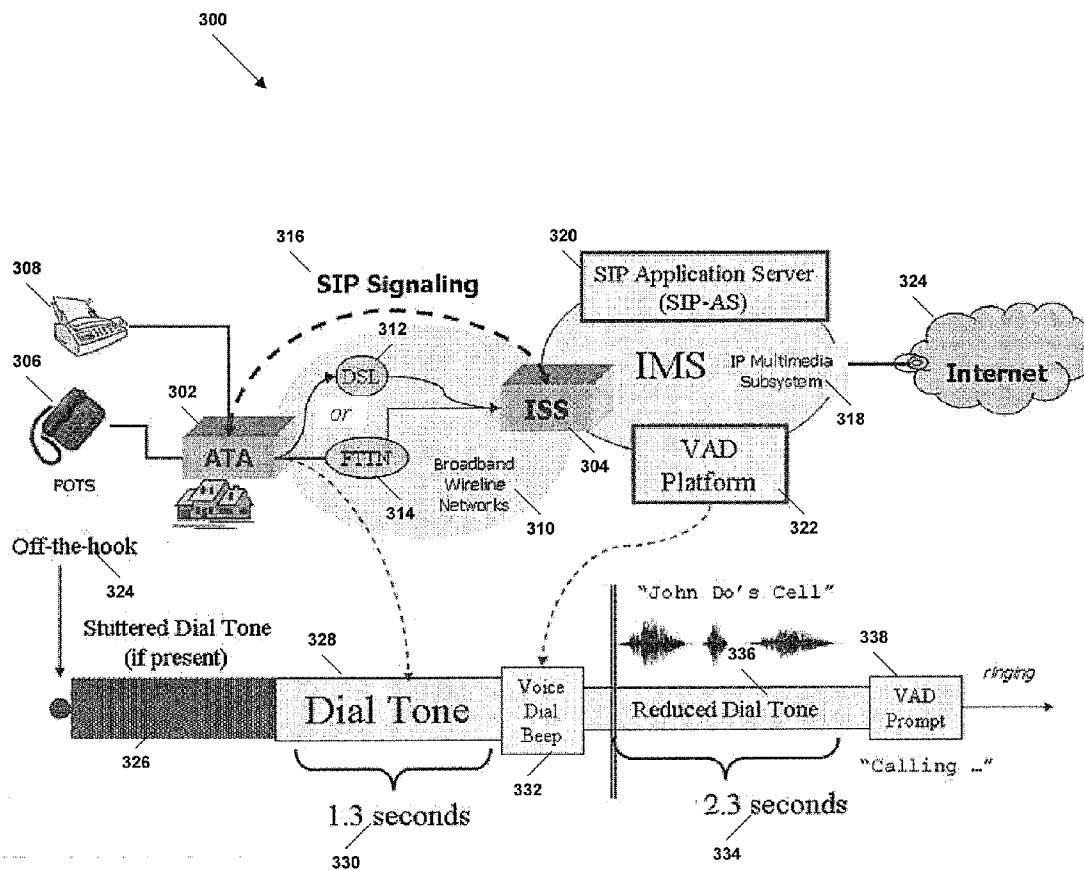 300
316
SIP Signaling
320
SIP Application Server
(SIP-AS)
324
Internet
308
306
POTS
302
ATA
312
DSL
or
FTTN
314
Broadband
Wireline
Networks
310
ISS
304
IMS
IP Multimedia
Subsystem
318
VAD
Platform
322
Off-the-hook
324
Stuttered Dial Tone
(if present)
326
328
Dial Tone
1.3 seconds
330
Voice
Dial
Beep
332
"John Do's Cell"
336
Reduced Dial Tone
2.3 seconds
334
338
VAD
Prompt
"Calling …"
ringing